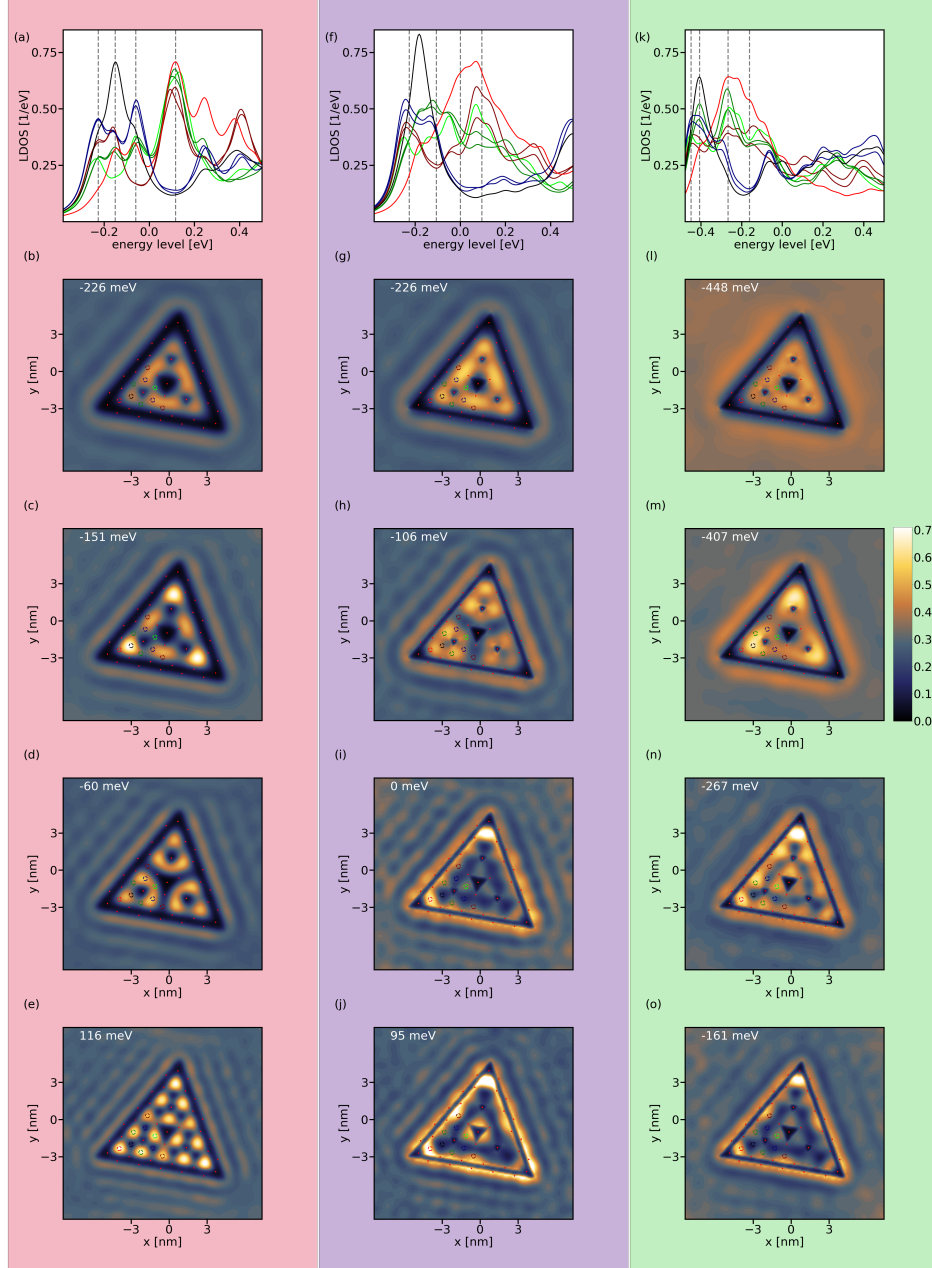 (a)
(f)
(k)
LDOS [1/eV]
0.75
0.50
0.25
−0.2
0.0
0.2
0.4
energy level [eV]
LDOS [1/eV]
0.75
0.50
0.25
−0.2
0.0
0.2
0.4
energy level [eV]
LDOS [1/eV]
0.75
0.50
0.25
−0.4
−0.2
0.0
0.2
0.4
energy level [eV]
(b)
-226 meV
y [nm]
3
0
−3
−3
0
3
x [nm]
(g)
-226 meV
y [nm]
3
0
−3
−3
0
3
x [nm]
(l)
-448 meV
y [nm]
3
0
−3
−3
0
3
x [nm]
(c)
-151 meV
y [nm]
3
0
−3
−3
0
3
x [nm]
(h)
-106 meV
y [nm]
3
0
−3
−3
0
3
x [nm]
(m)
-407 meV
y [nm]
3
0
−3
−3
0
3
x [nm]
0.7
0.6
0.5
0.4
0.3
0.2
0.1
0.0
(d)
-60 meV
y [nm]
3
0
−3
−3
0
3
x [nm]
(i)
0 meV
y [nm]
3
0
−3
−3
0
3
x [nm]
(n)
-267 meV
y [nm]
3
0
−3
−3
0
3
x [nm]
(e)
116 meV
y [nm]
3
0
−3
−3
0
3
x [nm]
(j)
95 meV
y [nm]
3
0
−3
−3
0
3
x [nm]
(o)
-161 meV
y [nm]
3
0
−3
−3
0
3
x [nm]